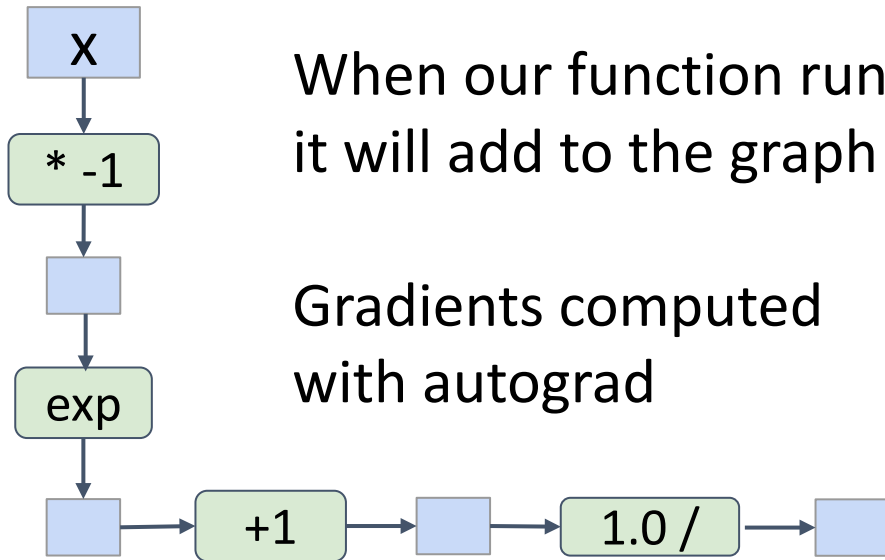 x
When our function run
it will add to the graph
* -1
Gradients computed
with autograd
exp
+1
1.0 /